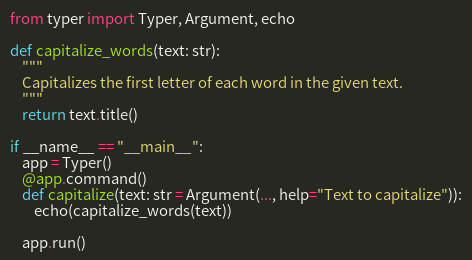 from typer import Typer, Argument, echo

def capitalize_words(text: str):
    """
    Capitalizes the first letter of each word in the given text.
    """
    return text.title()

if __name__ == "__main__":
    app = Typer()
    @app.command()
    def capitalize(text: str = Argument(..., help="Text to capitalize")):
        echo(capitalize_words(text))

    app.run()